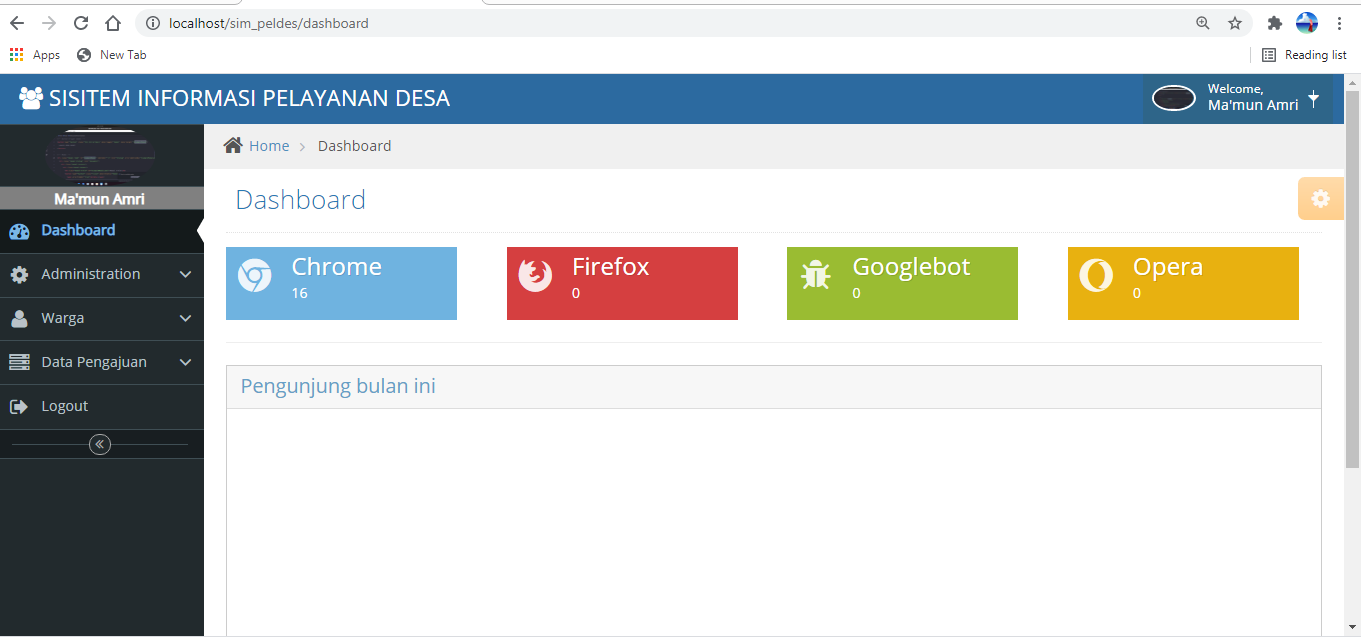 localhost/sim_peldes/dashboard
Apps New Tab Reading list
SISITEM INFORMASI PELAYANAN DESA
Welcome,
Ma'mun Amri
Ma'mun Amri
Dashboard
Administration
Warga
Data Pengajuan
Logout
Home Dashboard
Dashboard
Chrome
16
Firefox
0
Googlebot
0
Opera
0
Pengunjung bulan ini